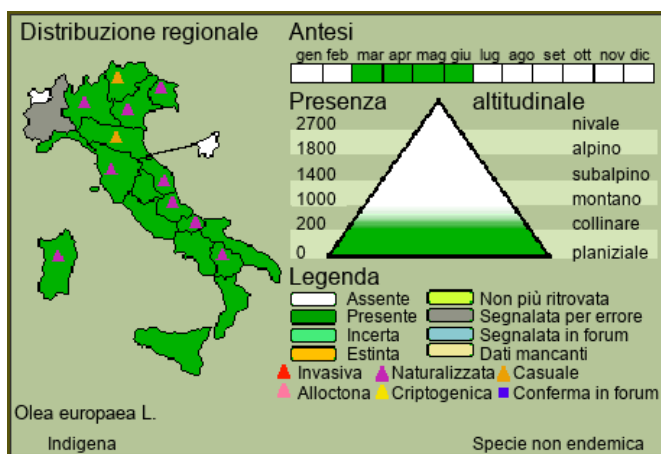 Distribuzione regionale
Antesi
gen feb mar apr mag giu lug ago set ott nov dic
Presenza altitudinale
2700 nivale
1800 alpino
1400 subalpino
1000 montano
200 collinare
0 planiziale
Legenda
Assente Non più ritrovata
Presente Segnalata per errore
Incerta Segnalata in forum
Estinta Dati mancanti
Invasiva Naturalizzata Casuale
Alloctona Criptogenica Conferma in forum
Olea europaea L.
Indigena Specie non endemica